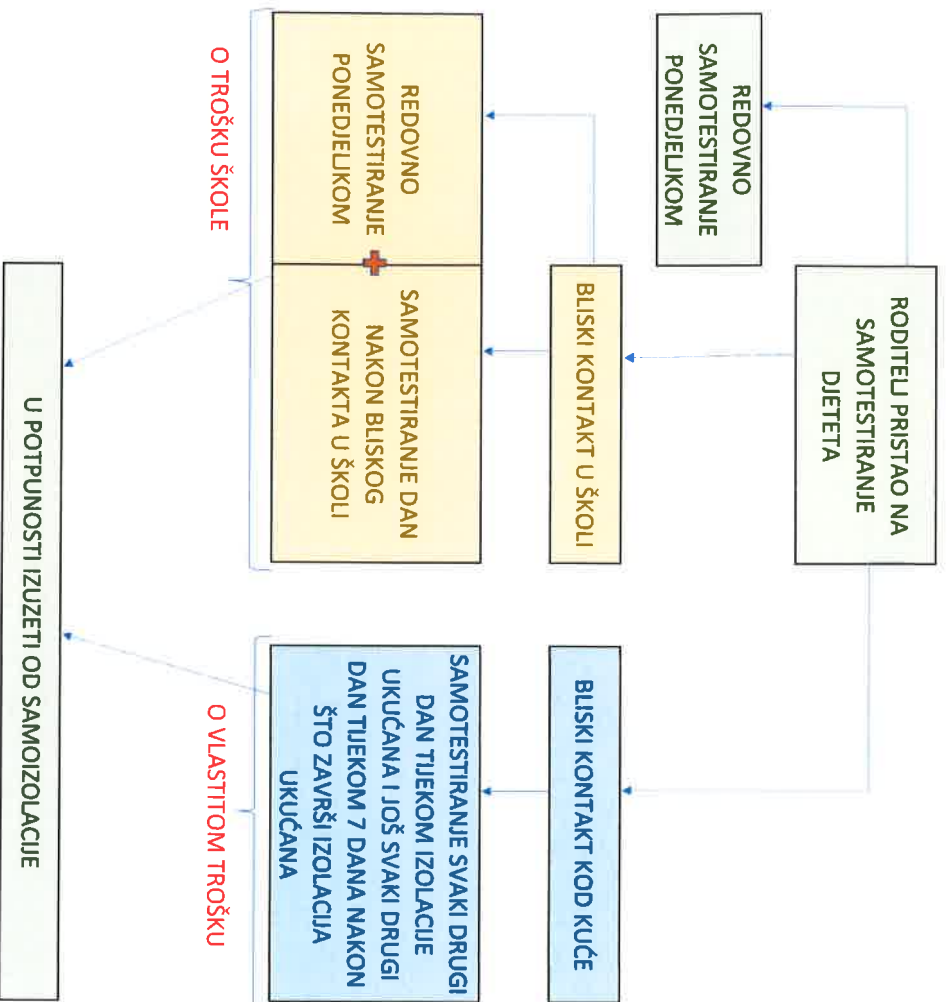 RODITELJ PRISTAO NA
SAMOTESTIRANJE
DJETETA
REDOVNO
SAMOTESTIRANJE
PONEDJELJKOM
BLISKI KONTAKT U ŠKOLI
BLISKI KONTAKT KOD KUĆE
REDOVNO
SAMOTESTIRANJE
PONEDJELJKOM
SAMOTESTIRANJE DAN
NAKON BLISKOG
KONTAKTA U ŠKOLI
SAMOTESTIRANJE SVAKI DRUGI
DAN TIJEKOM IZOLACIJE
UKUĆANA I JOŠ SVAKI DRUGI
DAN TIJEKOM 7 DANA NAKON
ŠTO ZAVRŠI IZOLACIJA
UKUĆANA
O TROŠKU ŠKOLE
O VLASTITOM TROŠKU
U POTPUNOSTI IZUZETI OD SAMOIZOLACIJE